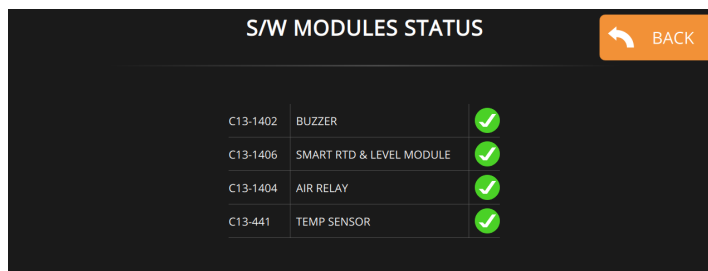 S/W MODULES STATUS
BACK
C13-1402 BUZZER
C13-1406 SMART RTD & LEVEL MODULE
C13-1404 AIR RELAY
C13-441 TEMP SENSOR